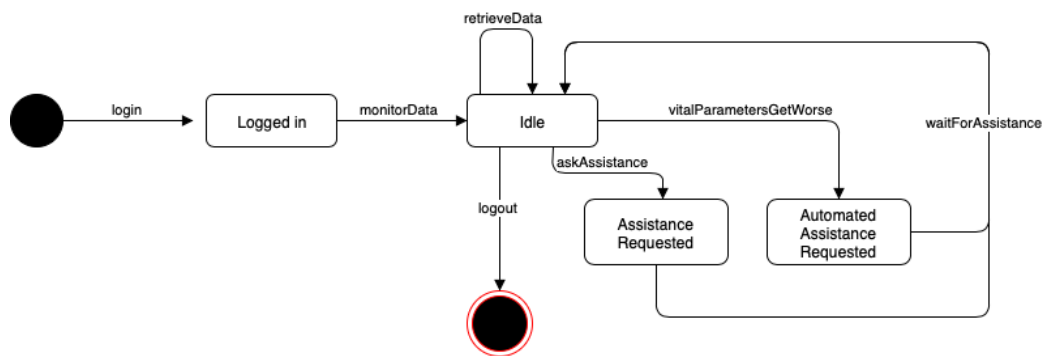 retrieveData
login
Logged in
monitorData
Idle
vitalParametersGetWorse
waitForAssistance
askAssistance
logout
Assistance
Requested
Automated
Assistance
Requested